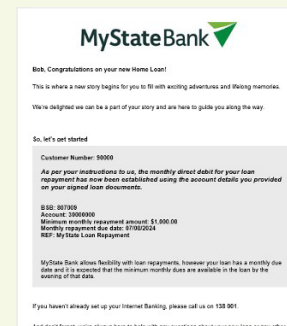 MyState Bank
Bob, Congratulations on your new Home Loan!
This is where a new story begins for you to fill with exciting adventures and lifelong memories.
We're delighted we can be a part of your story and are here to guide you along the way.
So, let's get started
Customer Number: 90000
As per your instructions to us, the monthly direct debit for your loan
repayment has now been established using the account details you provided
on your signed loan documents.
BSB: 807009
Account: 30000000
Minimum monthly repayment amount: $1,000.00
Monthly repayment due date: 07/08/2024
REF: MyState Loan Repayment
MyState Bank allows flexibility with loan repayments, however your loan has a monthly due
date and it is expected that the minimum monthly dues are available in the loan by the
evening of that date.
If you haven't already set up your Internet Banking, please call us on 138 001.